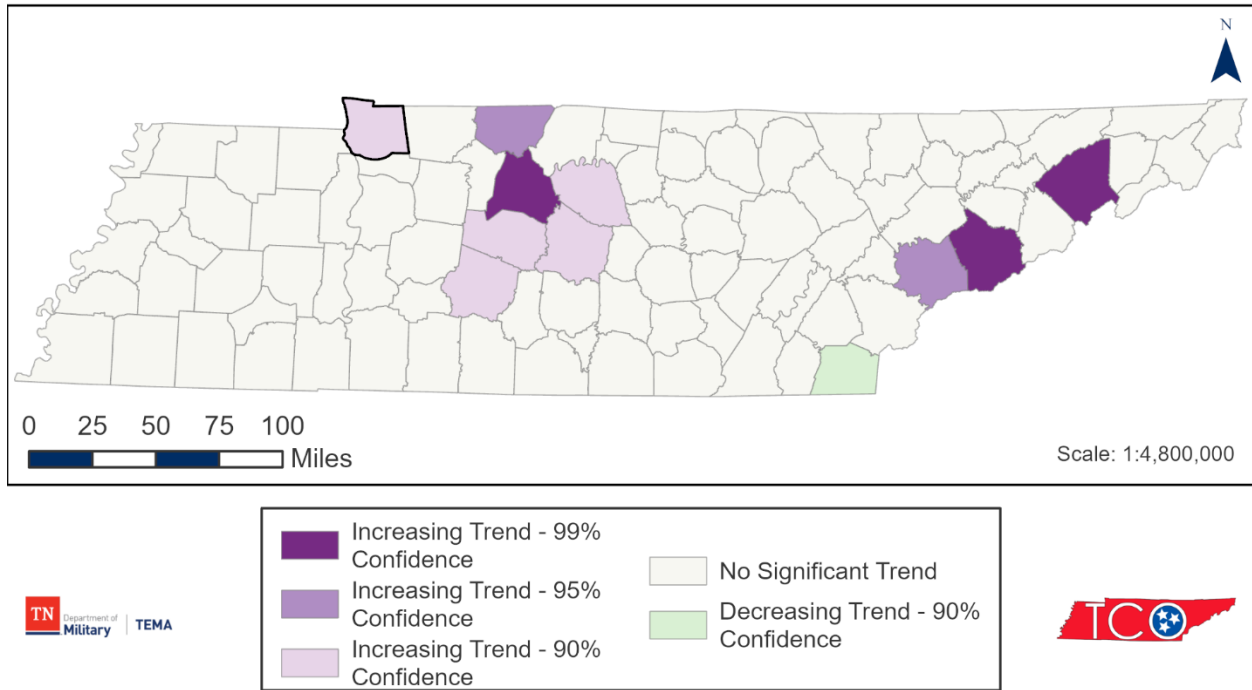 N
0 25 50 75 100
Miles
Scale: 1:4,800,000
Increasing Trend - 99%
Confidence
Increasing Trend - 95%
Confidence
Increasing Trend - 90%
Confidence
No Significant Trend
Decreasing Trend - 90%
Confidence
TN
Department of
Military
TEMA
TCO